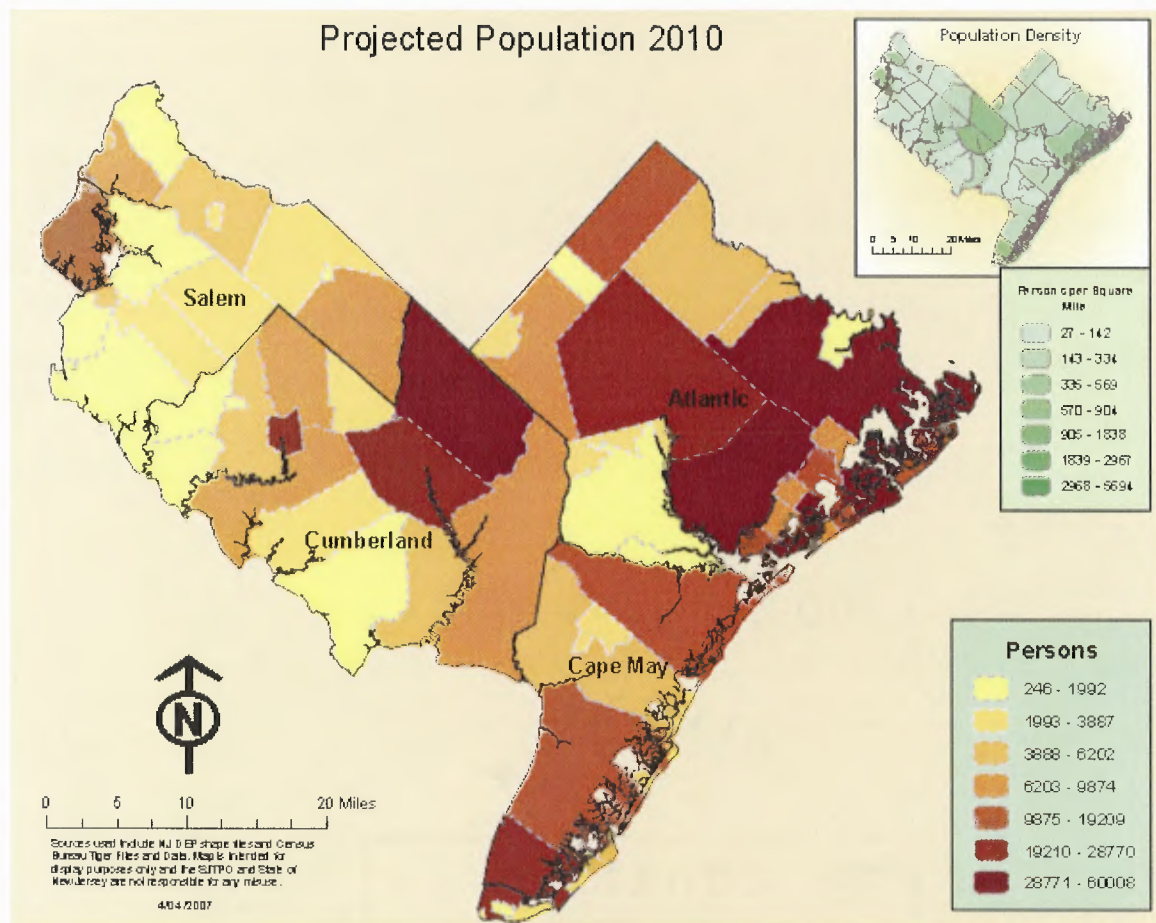 Projected Population 2010
Population Density
0 5 10 20 Miles
Persons per Square
Mile
27 - 142
143 - 334
335 - 569
570 - 904
905 - 1838
1839 - 2967
2968 - 5694
Salem
Atlantic
Cumberland
Cape May
N
0 5 10 20 Miles
Sources used include NJ DEP shape files and Census
Bureau Tiger Files and Data. Map is intended for
display purposes only and the SJTPO and State of
New Jersey are not responsible for any misuse.
4/04/2007
Persons
246 - 1992
1993 - 3887
3888 - 6202
6203 - 9874
9875 - 19209
19210 - 28770
28771 - 60008